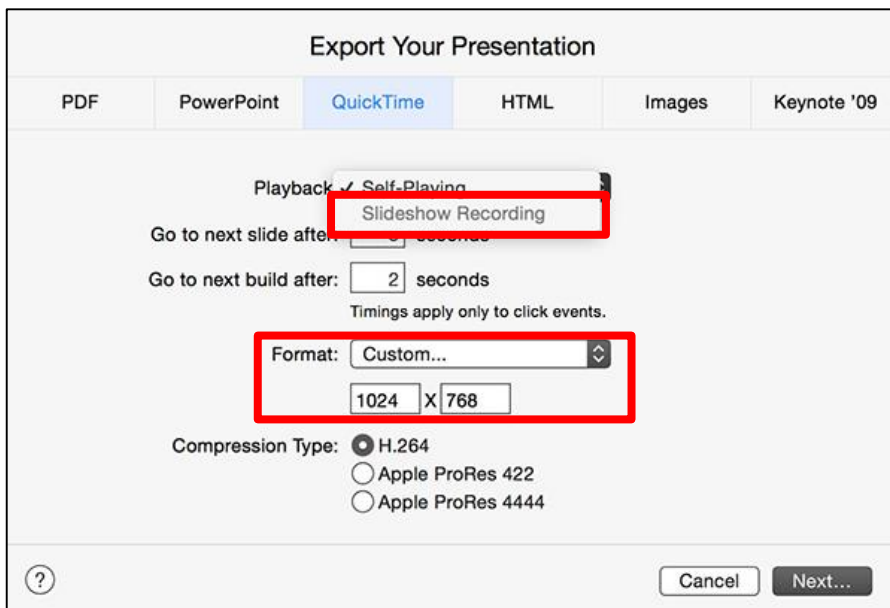 Export Your Presentation
PDF PowerPoint QuickTime HTML Images Keynote '09
Playback ✓ Self-Playing
Slideshow Recording
Go to next slide after: seconds
Go to next build after: 2 seconds
Timings apply only to click events.
Format: Custom...
1024 X 768
Compression Type: H.264
Apple ProRes 422
Apple ProRes 4444
? Cancel Next...